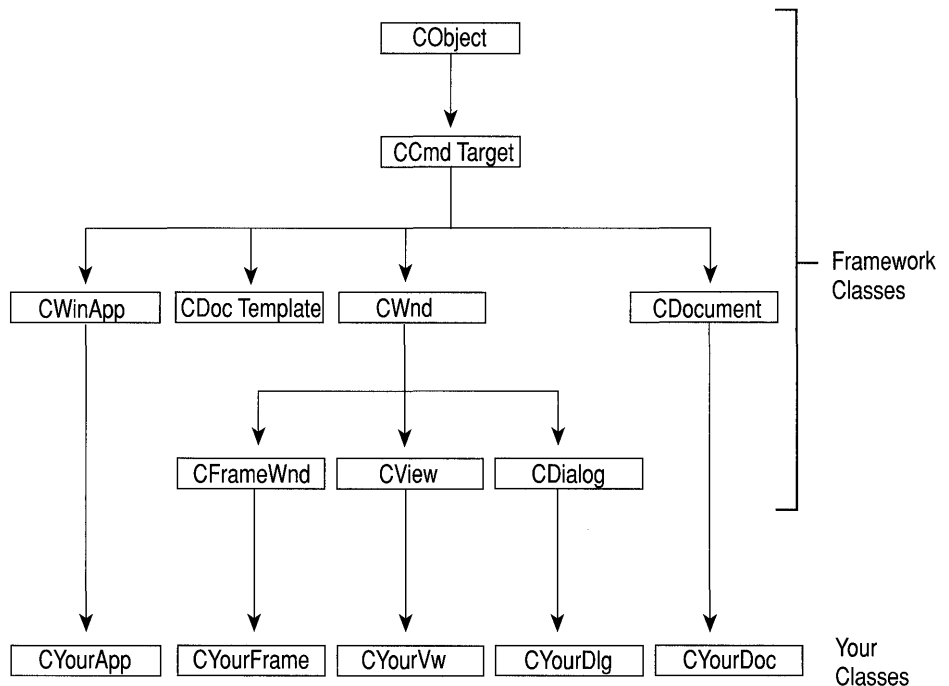 CObject
CCmd Target
Framework
Classes
CWinApp
CDoc Template
CWnd
CDocument
CFrameWnd
CView
CDialog
CYourApp
CYourFrame
CYourVw
CYourDlg
CYourDoc
Your
Classes